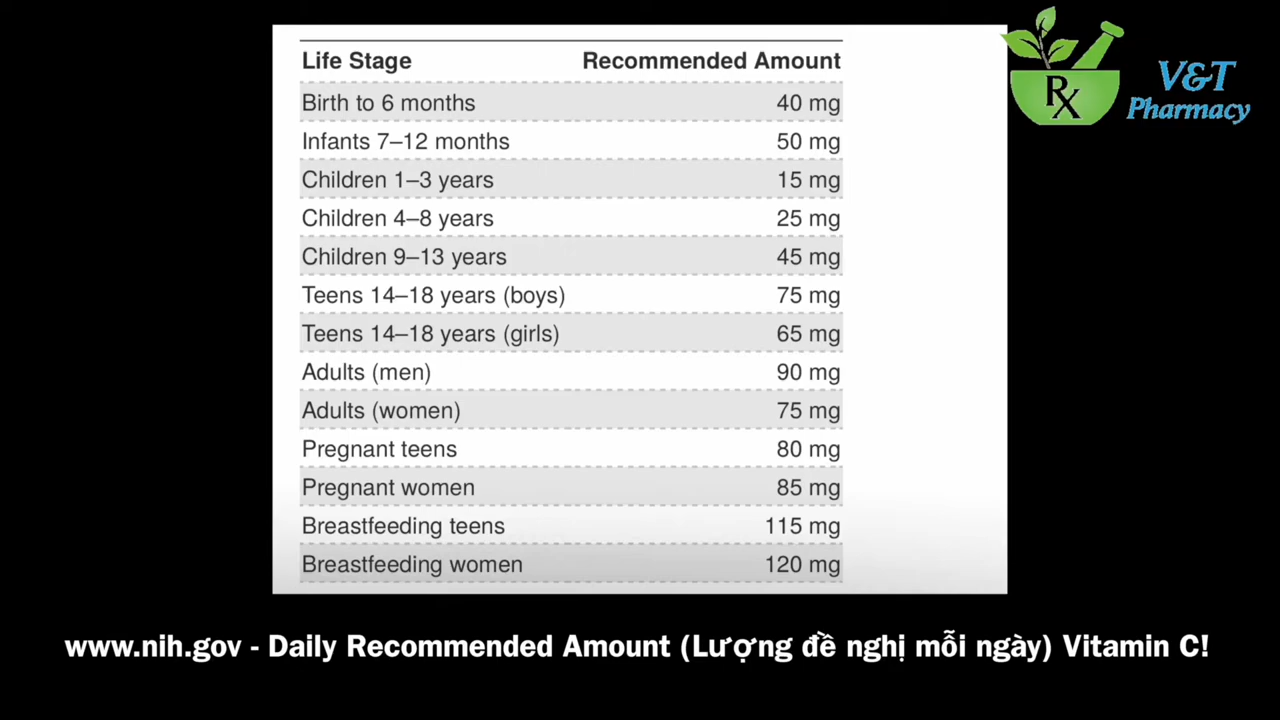 Life Stage Recommended Amount
Birth to 6 months 40 mg
Infants 7–12 months 50 mg
Children 1–3 years 15 mg
Children 4–8 years 25 mg
Children 9–13 years 45 mg
Teens 14–18 years (boys) 75 mg
Teens 14–18 years (girls) 65 mg
Adults (men) 90 mg
Adults (women) 75 mg
Pregnant teens 80 mg
Pregnant women 85 mg
Breastfeeding teens 115 mg
Breastfeeding women 120 mg
Rx
V&T
Pharmacy
www.nih.gov - Daily Recommended Amount (Lượng đề nghị mỗi ngày) Vitamin C!